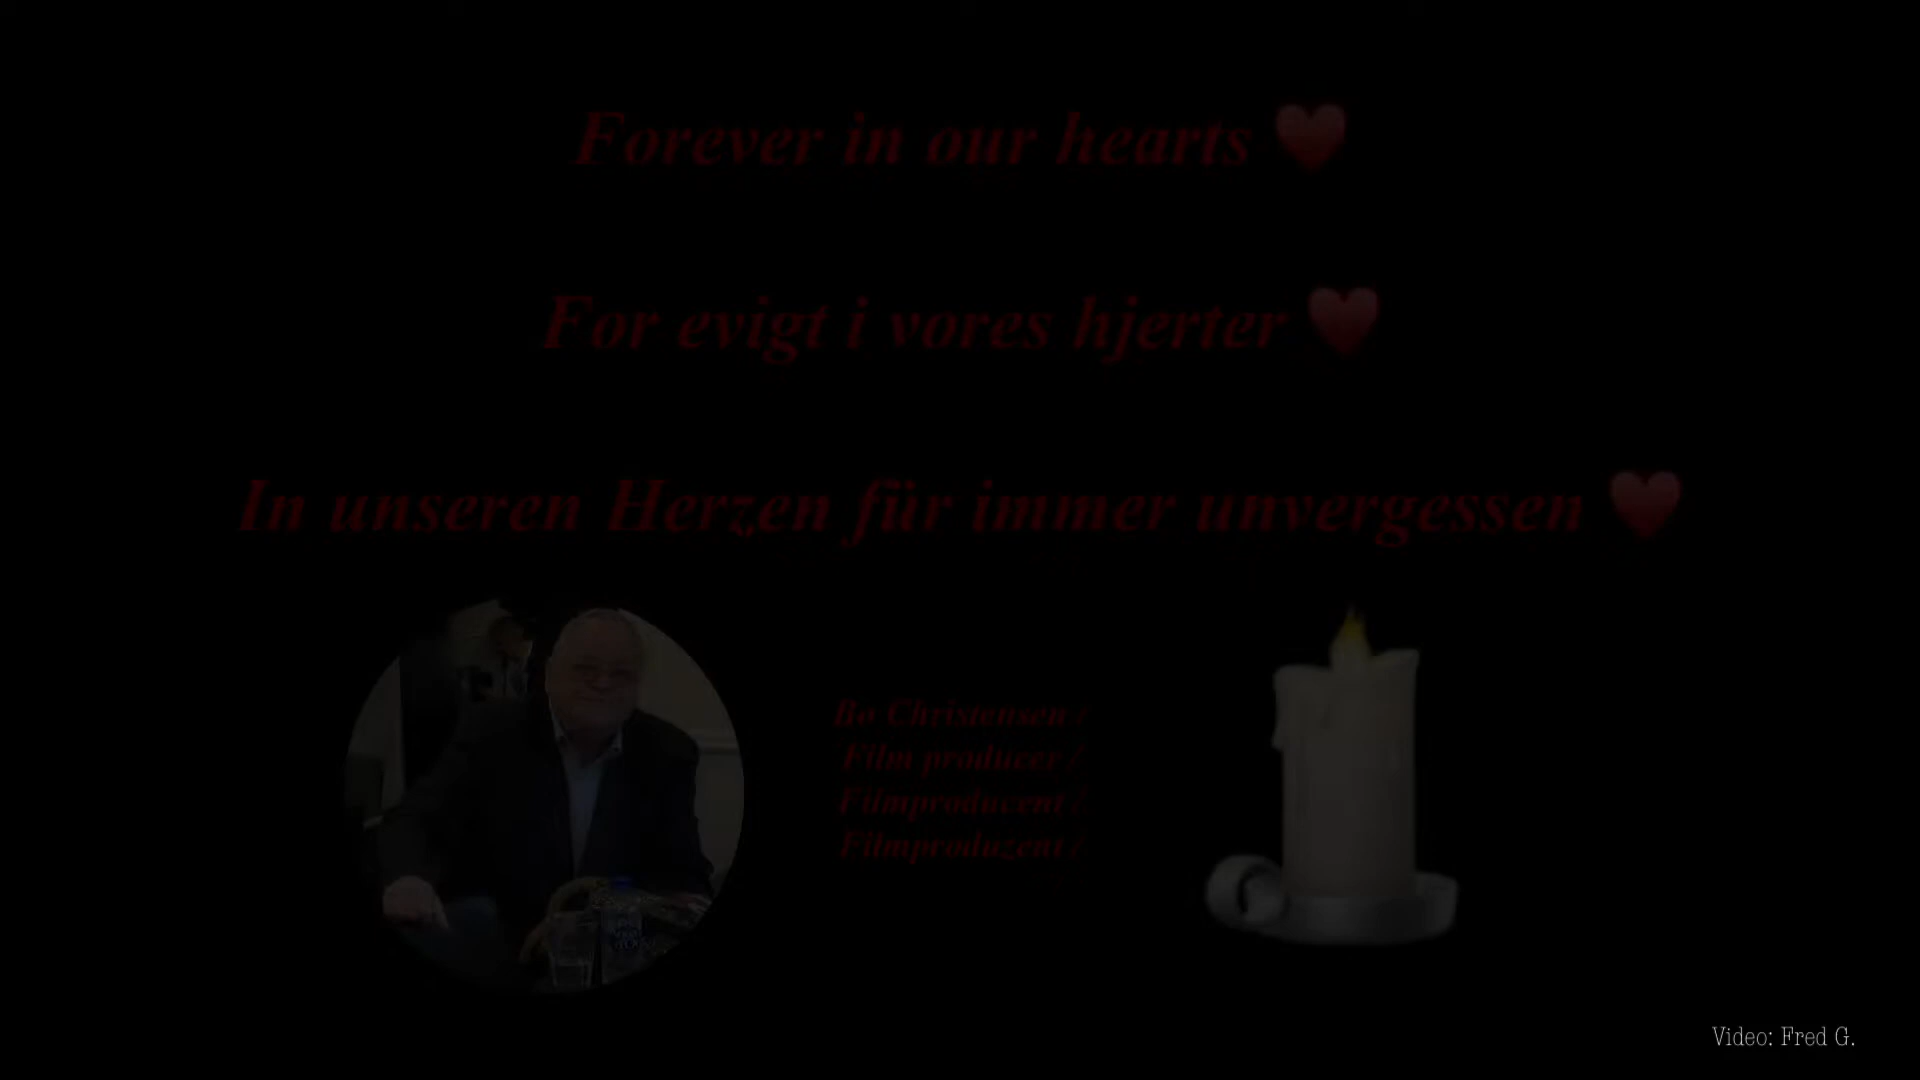 Forever in our hearts ♥
For evigt i vores hjerter ♥
In unseren Herzen für immer unvergessen ♥
Bo Christensen /
Film producer /
Filmproducent /
Filmproduzent /
Video: Fred G.